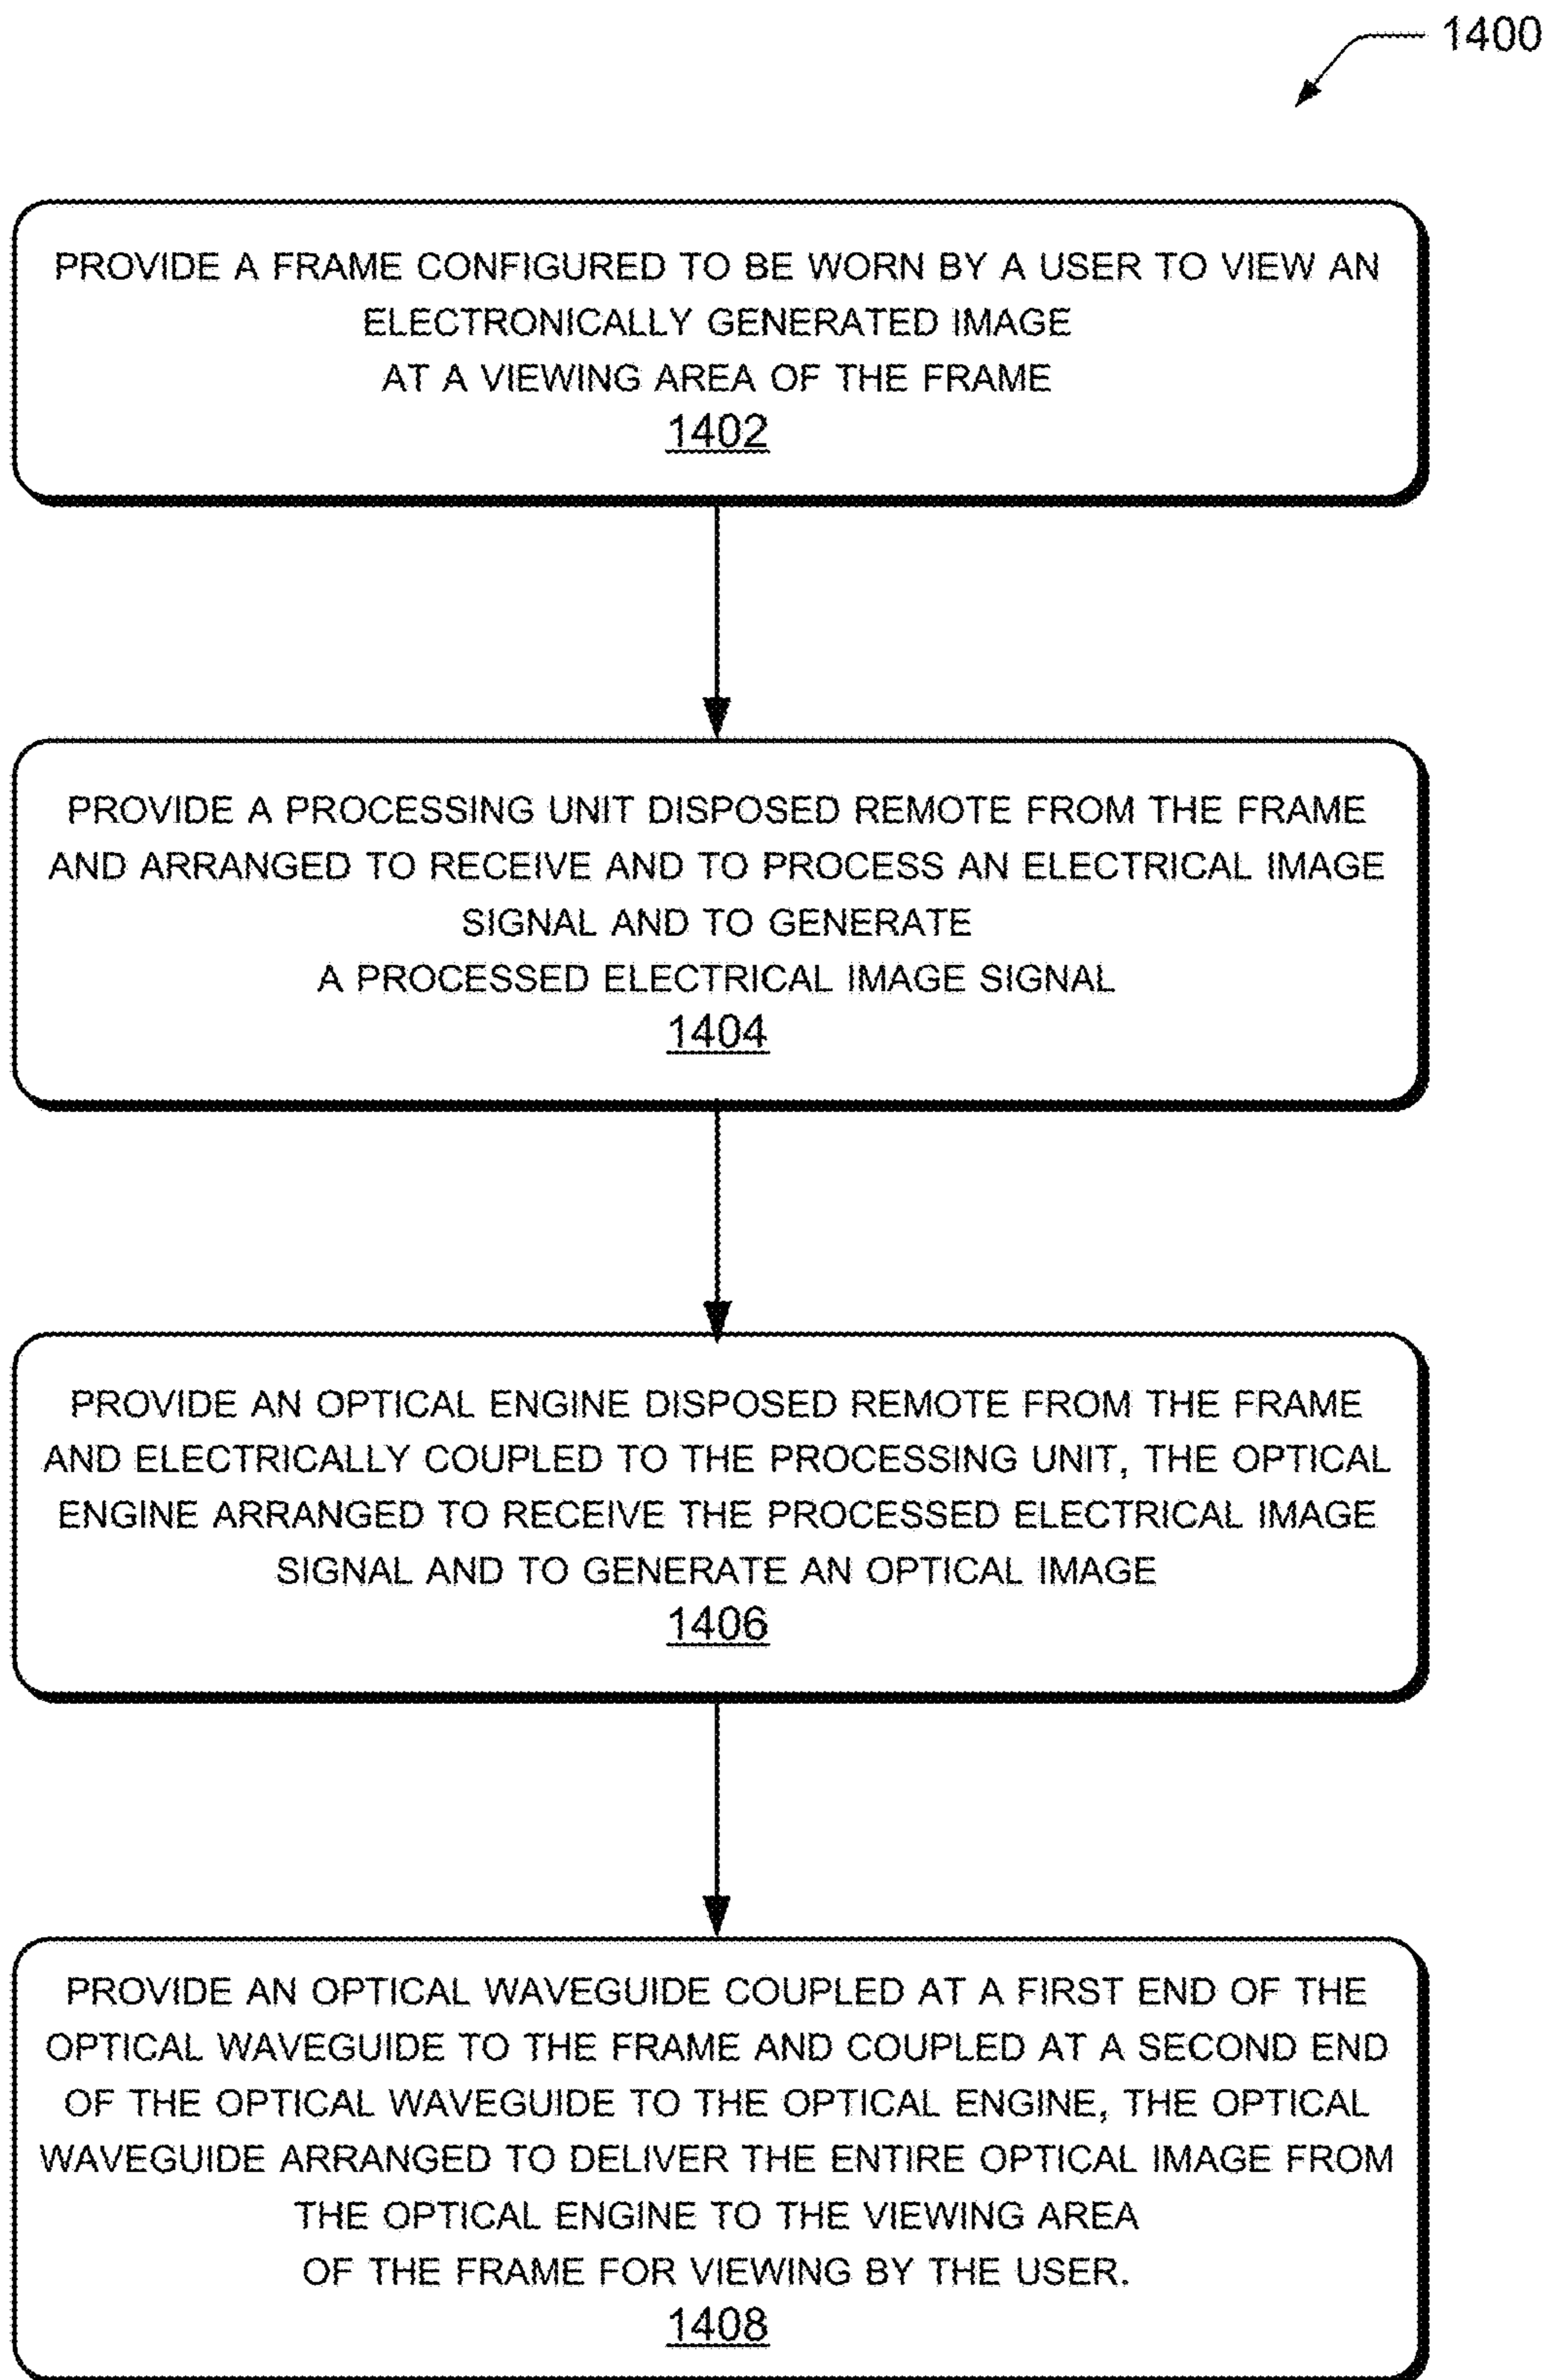 1400
PROVIDE A FRAME CONFIGURED TO BE WORN BY A USER TO VIEW AN
ELECTRONICALLY GENERATED IMAGE
AT A VIEWING AREA OF THE FRAME
1402
PROVIDE A PROCESSING UNIT DISPOSED REMOTE FROM THE FRAME
AND ARRANGED TO RECEIVE AND TO PROCESS AN ELECTRICAL IMAGE
SIGNAL AND TO GENERATE
A PROCESSED ELECTRICAL IMAGE SIGNAL
1404
PROVIDE AN OPTICAL ENGINE DISPOSED REMOTE FROM THE FRAME
AND ELECTRICALLY COUPLED TO THE PROCESSING UNIT, THE OPTICAL
ENGINE ARRANGED TO RECEIVE THE PROCESSED ELECTRICAL IMAGE
SIGNAL AND TO GENERATE AN OPTICAL IMAGE
1406
PROVIDE AN OPTICAL WAVEGUIDE COUPLED AT A FIRST END OF THE
OPTICAL WAVEGUIDE TO THE FRAME AND COUPLED AT A SECOND END
OF THE OPTICAL WAVEGUIDE TO THE OPTICAL ENGINE, THE OPTICAL
WAVEGUIDE ARRANGED TO DELIVER THE ENTIRE OPTICAL IMAGE FROM
THE OPTICAL ENGINE TO THE VIEWING AREA
OF THE FRAME FOR VIEWING BY THE USER.
1408